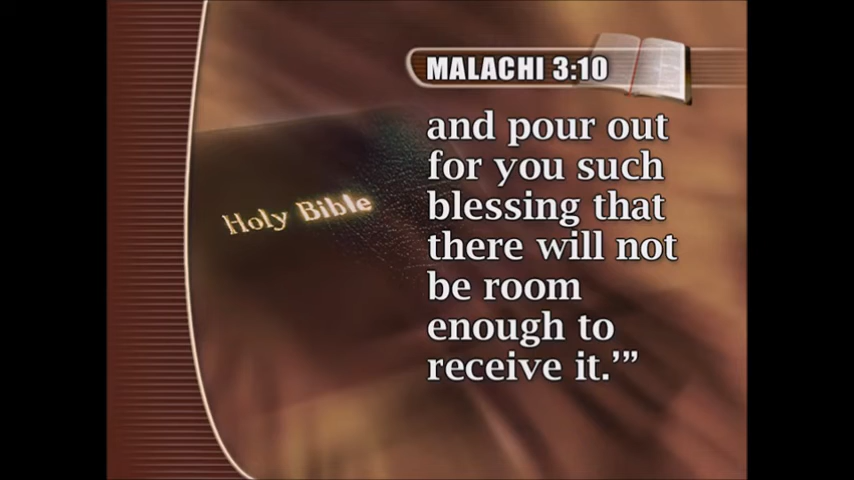 MALACHI 3:10
and pour out
for you such
blessing that
there will not
be room
enough to
receive it.’”
Holy Bible